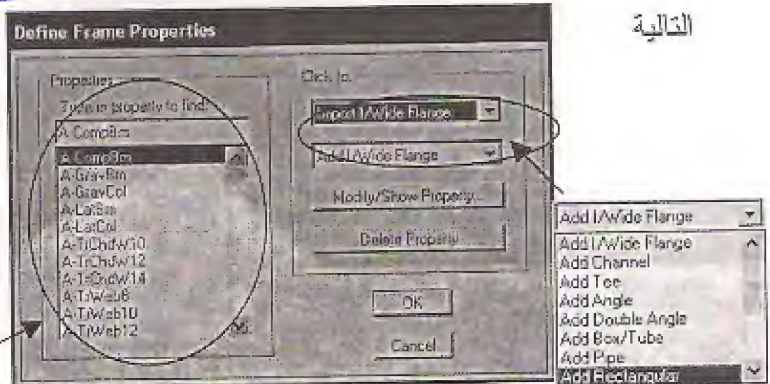 التالية
Define Frame Properties
Properties
Type in property to find:
A-CompBm
A-CompBm
A-GravBm
A-GravCol
A-LatBm
A-LatCol
A-TrChdW10
A-TrChdW12
A-TrChdW14
A-TrWeb6
A-TrWeb10
A-TrWeb12
Click to:
Import I/Wide Flange
Add I/Wide Flange
Modify/Show Property...
Delete Property
OK
Cancel
Add I/Wide Flange
Add I/Wide Flange
Add Channel
Add Tee
Add Angle
Add Double Angle
Add Box/Tube
Add Pipe
Add Rectangular